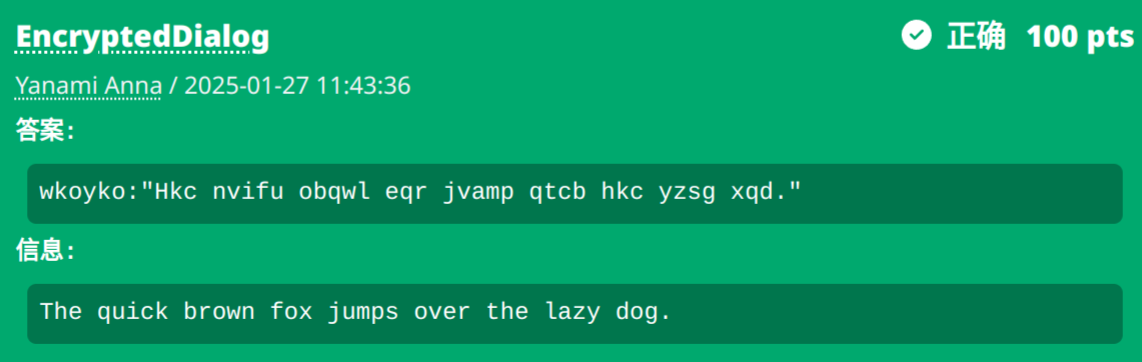 EncryptedDialog 正确 100 pts
Yanami Anna / 2025-01-27 11:43:36
答案:
wkoyko:"Hkc nvifu obqwl eqr jvamp qtcb hkc yzsg xqd."
信息:
The quick brown fox jumps over the lazy dog.